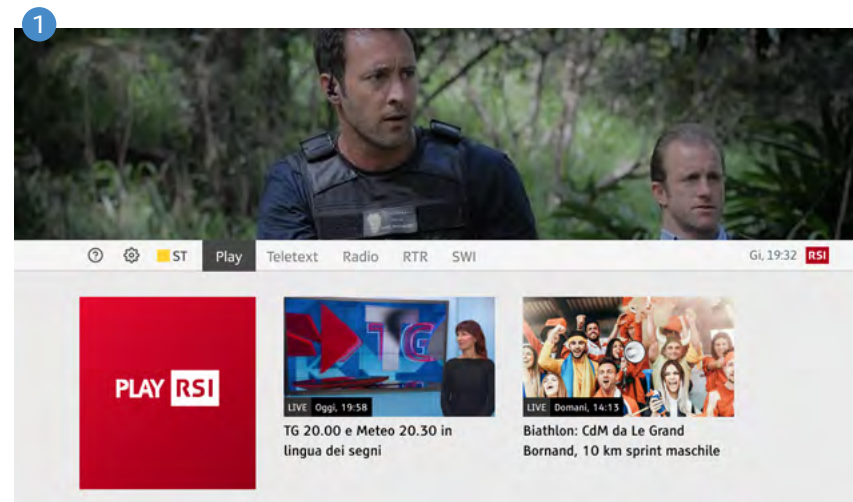 1
ST Play Teletext Radio RTR SWI Gi, 19:32 RSI
PLAY RSI
TG
LIVE Oggi, 19:58
TG 20.00 e Meteo 20.30 in
lingua dei segni
LIVE Domani, 14:13
Biathlon: CdM da Le Grand
Bornand, 10 km sprint maschile